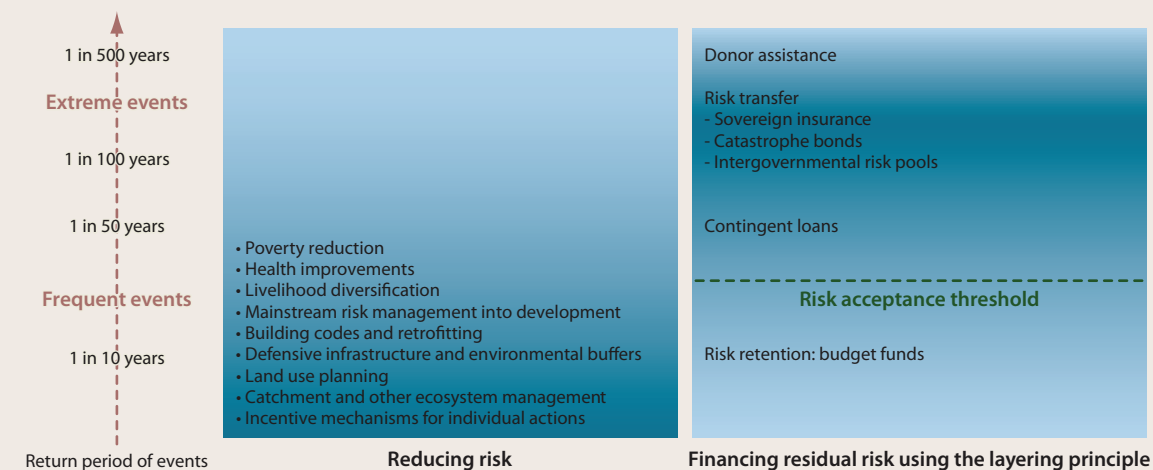 1 in 500 years
Extreme events
1 in 100 years
1 in 50 years
Frequent events
1 in 10 years
Return period of events
• Poverty reduction
• Health improvements
• Livelihood diversification
• Mainstream risk management into development
• Building codes and retrofitting
• Defensive infrastructure and environmental buffers
• Land use planning
• Catchment and other ecosystem management
• Incentive mechanisms for individual actions
Reducing risk
Donor assistance
Risk transfer
- Sovereign insurance
- Catastrophe bonds
- Intergovernmental risk pools
Contingent loans
Risk acceptance threshold
Risk retention: budget funds
Financing residual risk using the layering principle